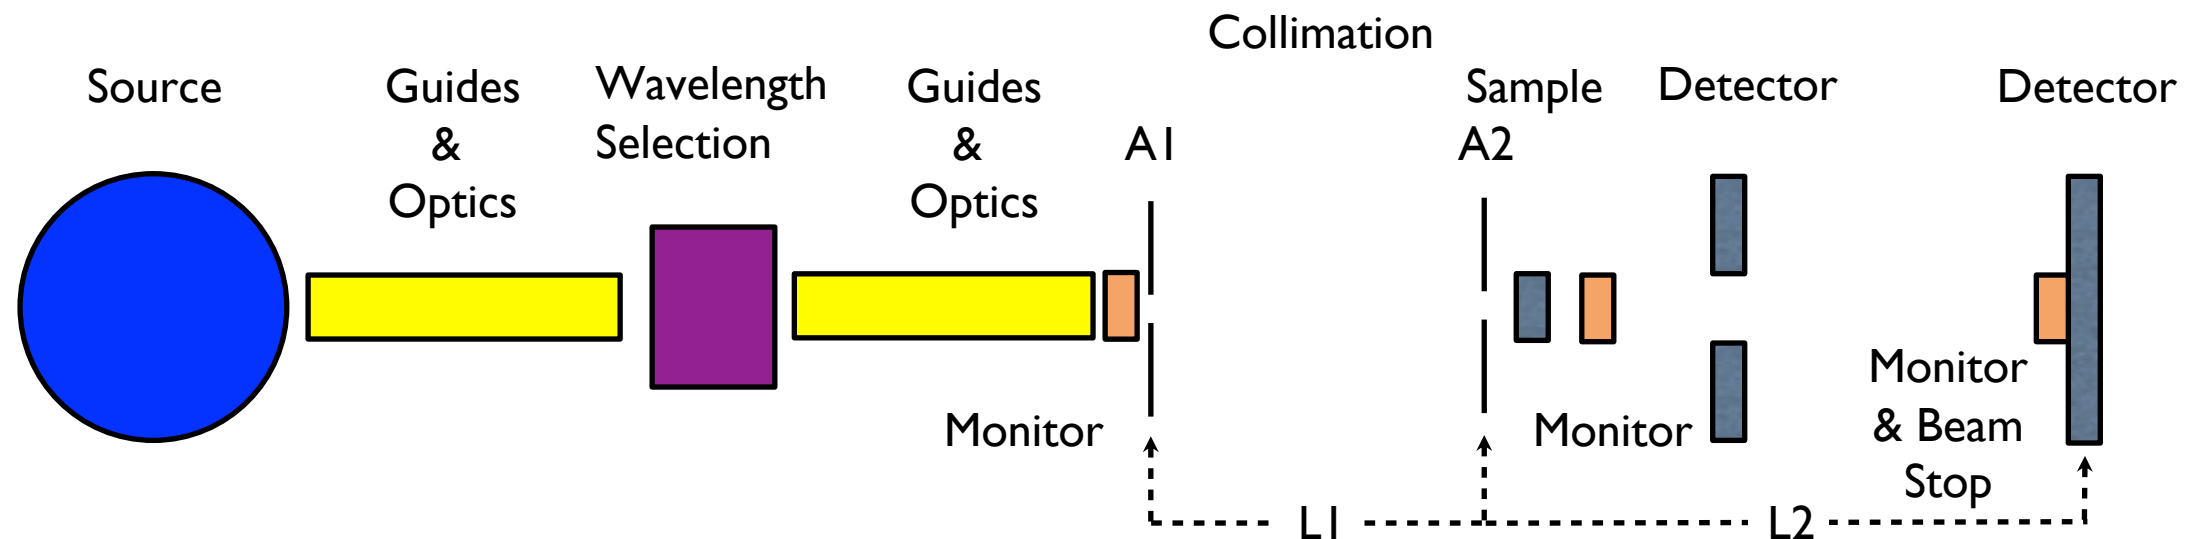 Collimation
Source
Guides
&
Optics
Wavelength
Selection
Guides
&
Optics
A1
A2
Sample
Detector
Detector
Monitor
Monitor
Monitor
& Beam
Stop
L1
L2